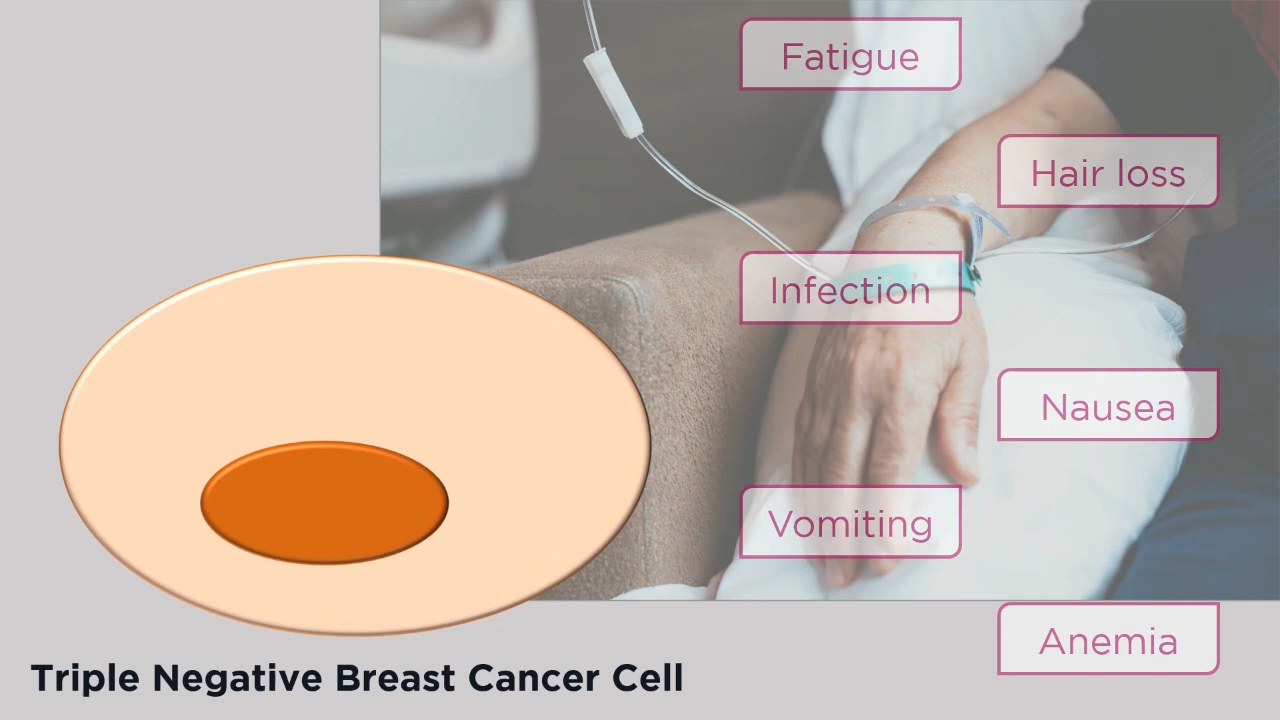 Fatigue
Hair loss
Infection
Nausea
Vomiting
Anemia
Triple Negative Breast Cancer Cell